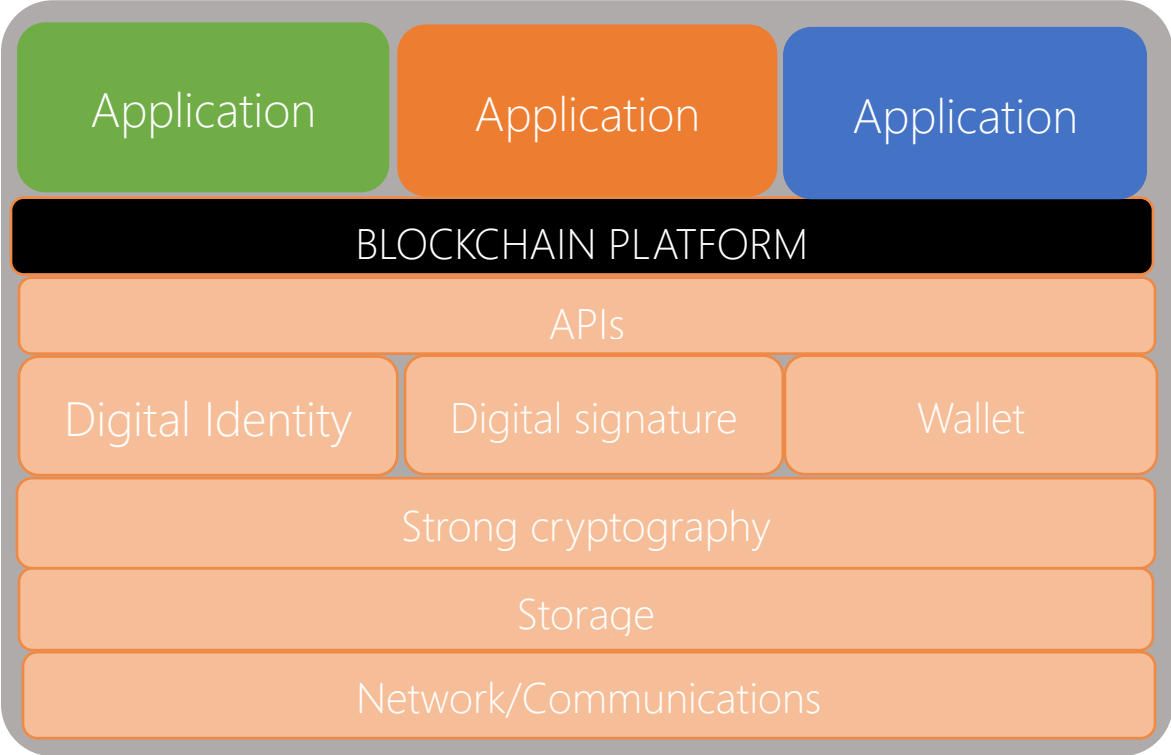 Application
Application
Application
BLOCKCHAIN PLATFORM
APIs
Digital Identity
Digital signature
Wallet
Strong cryptography
Storage
Network/Communications